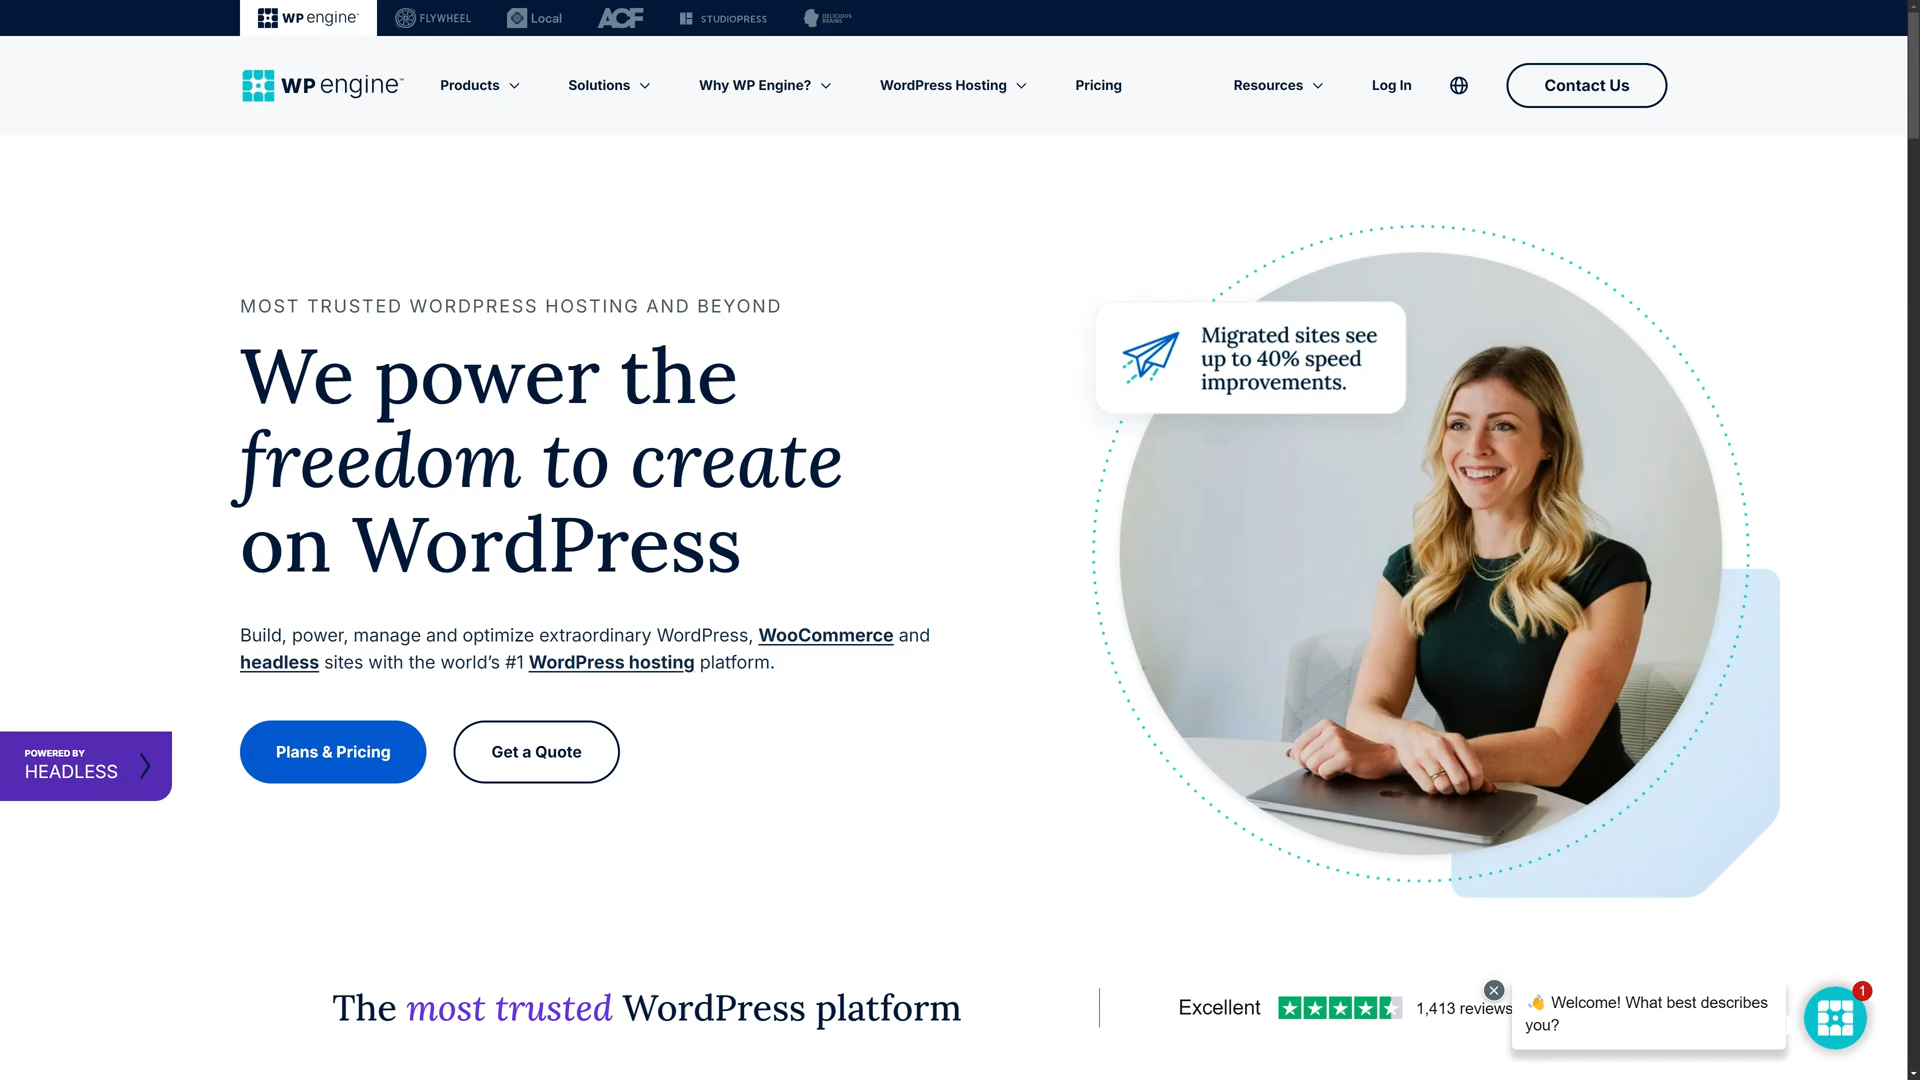 WP engine™
FLYWHEEL
Local
ACF
STUDIOPRESS
DELICIOUS
BRAINS
WP engine™
Products
Solutions
Why WP Engine?
WordPress Hosting
Pricing
Resources
Log In
Contact Us
MOST TRUSTED WORDPRESS HOSTING AND BEYOND
We power the
freedom to create
on WordPress
Build, power, manage and optimize extraordinary WordPress, WooCommerce and
headless sites with the world’s #1 WordPress hosting platform.
Plans & Pricing
Get a Quote
Migrated sites see
up to 40% speed
improvements.
POWERED BY
HEADLESS
The most trusted WordPress platform
Excellent
1,413 reviews
👋 Welcome! What best describes
you?
1